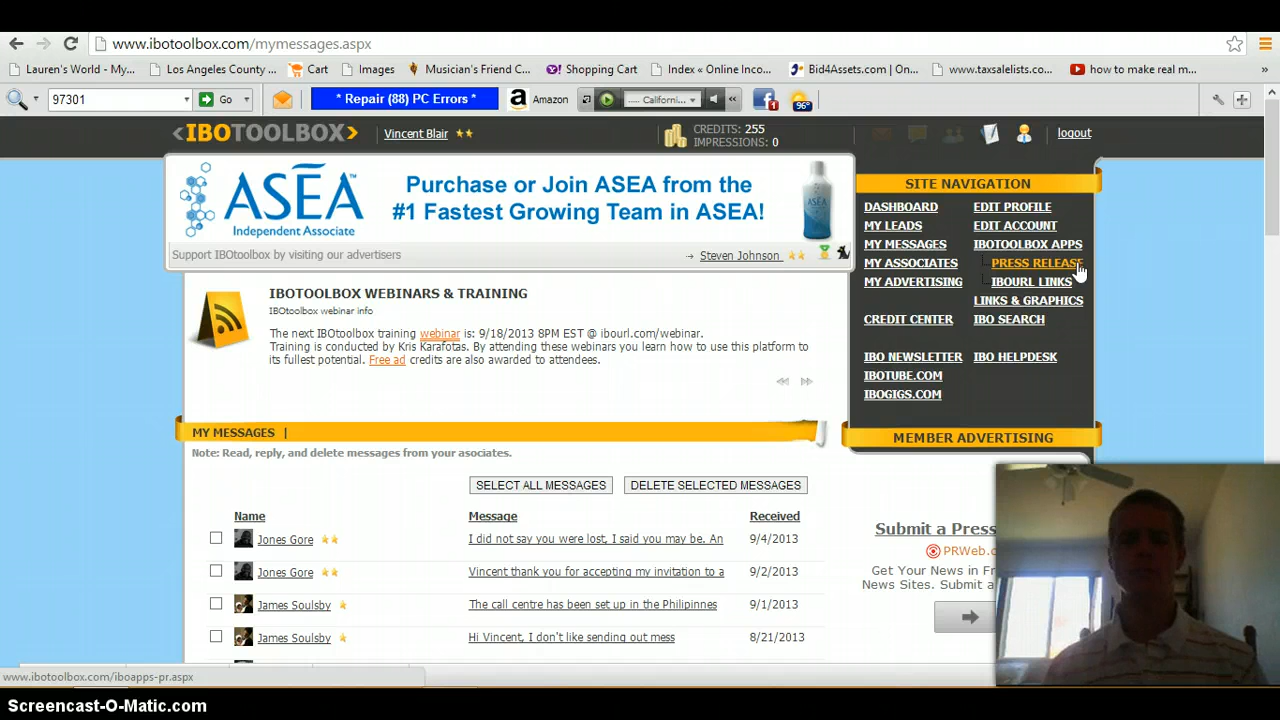 www.ibotoolbox.com/mymessages.aspx
Lauren's World - My... Los Angeles County ... Cart Images Musician's Friend C... Shopping Cart Index « Online Inco... Bid4Assets.com | On... www.taxsalelists.co... how to make real m... »
97301 Go * Repair (88) PC Errors * Amazon ..... Californi... « 1 96°
<IBOTOOLBOX> Vincent Blair CREDITS: 255 logout
IMPRESSIONS: 0
ASEA
Independent Associate
Purchase or Join ASEA from the
#1 Fastest Growing Team in ASEA!
ASEA
Support IBOtoolbox by visiting our advertisers → Steven Johnson
SITE NAVIGATION
DASHBOARD EDIT PROFILE
MY LEADS EDIT ACCOUNT
MY MESSAGES IBOTOOLBOX APPS
MY ASSOCIATES PRESS RELEASE
MY ADVERTISING IBOURL LINKS
LINKS & GRAPHICS
CREDIT CENTER IBO SEARCH
IBO NEWSLETTER IBO HELPDESK
IBOTUBE.COM
IBOGIGS.COM
IBOTOOLBOX WEBINARS & TRAINING
IBOtoolbox webinar info
The next IBOtoolbox training webinar is: 9/18/2013 8PM EST @ ibourl.com/webinar.
Training is conducted by Kris Karafotas. By attending these webinars you learn how to use this platform to
its fullest potential. Free ad credits are also awarded to attendees.
MY MESSAGES |
Note: Read, reply, and delete messages from your asociates.
SELECT ALL MESSAGES DELETE SELECTED MESSAGES
Name Message Received
Jones Gore I did not say you were lost, I said you may be. An 9/4/2013
Jones Gore Vincent thank you for accepting my invitation to a 9/2/2013
James Soulsby The call centre has been set up in the Philipinnes 9/1/2013
James Soulsby Hi Vincent, I don't like sending out mess 8/21/2013
MEMBER ADVERTISING
Submit a Press
PRWeb.c
Get Your News in F
News Sites. Submit a
www.ibotoolbox.com/iboapps-pr.aspx
Screencast-O-Matic.com